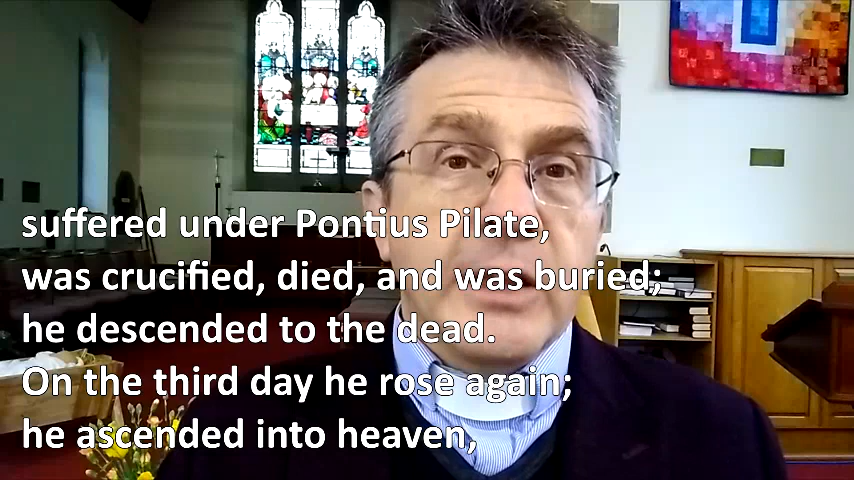 suffered under Pontius Pilate,
was crucified, died, and was buried;
he descended to the dead.
On the third day he rose again;
he ascended into heaven,